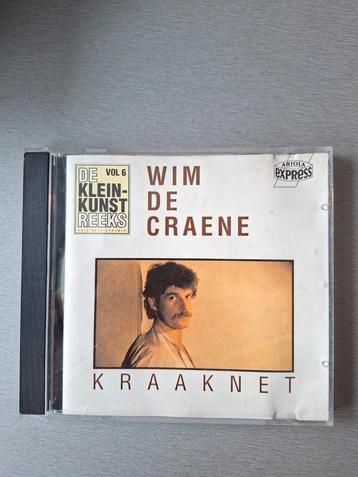 DE
KLEIN-
KUNST
REEKS
VOL 6
WIM
DE
CRAENE
ARIOLA
express
KRAAKNET